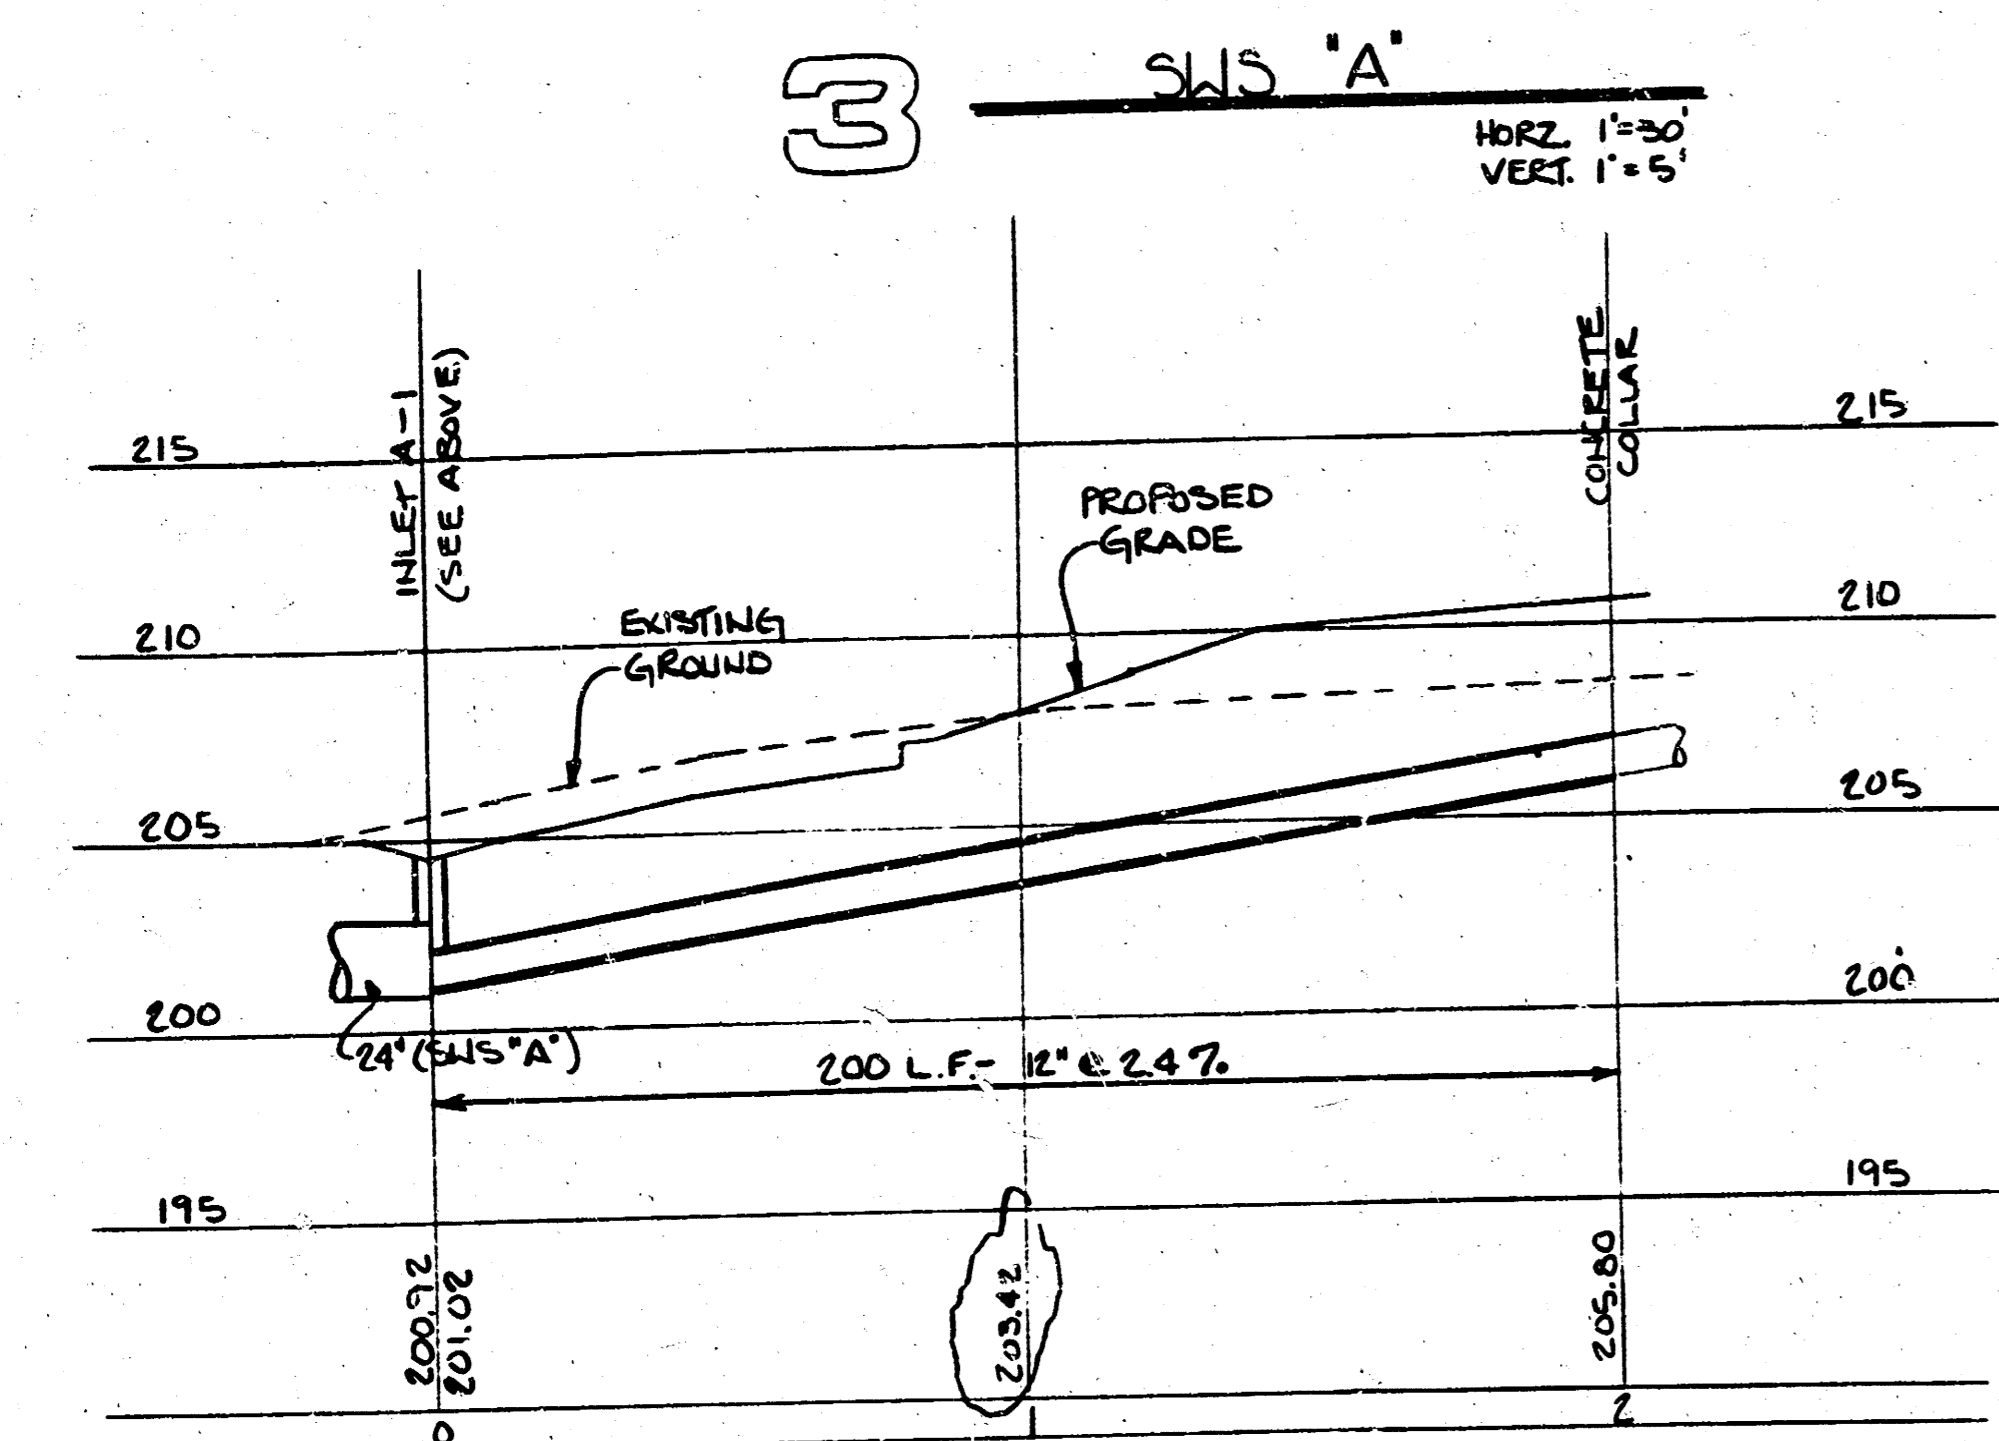 3 SWS "A"
HORZ. 1"=30'
VERT. 1"=5'
INLET A-1
(SEE ABOVE)
CONCRETE
COLLAR
215 215
PROPOSED
GRADE
EXISTING
GROUND
210 210
205 205
200 200
24" (SWS "A")
200 L.F.- 12" @ 2.4%
195 195
200.92
201.02
203.42
205.80
0 1 2